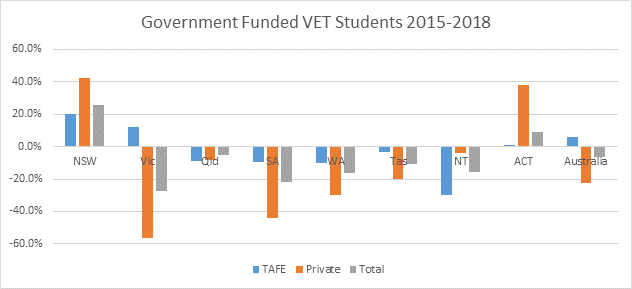 Government Funded VET Students 2015-2018
60.0%
40.0%
20.0%
0.0%
NSW Vic Qld SA WA Tas NT ACT Australia
-20.0%
-40.0%
-60.0%
TAFE Private Total